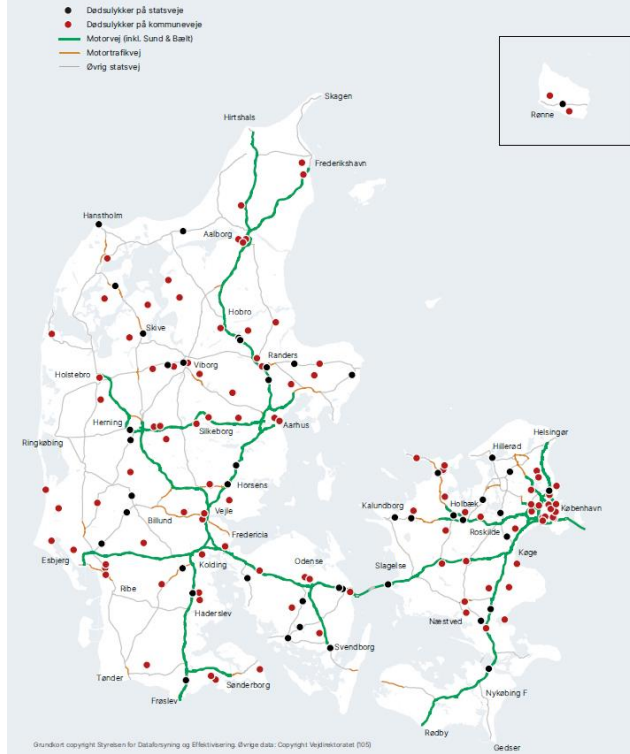 Dødsulykker på statsveje
Dødsulykker på kommuneveje
Motorvej (inkl. Sund & Bælt)
Motortrafikvej
Øvrig statsvej
Rønne
Skagen
Hirtshals
Frederikshavn
Hanstholm
Aalborg
Hobro
Skive
Randers
Viborg
Holstebro
Herning
Aarhus
Silkeborg
Ringkøbing
Helsingør
Hillerød
Horsens
Holbæk
København
Kalundborg
Vejle
Billund
Roskilde
Fredericia
Køge
Esbjerg
Kolding
Odense
Slagelse
Ribe
Haderslev
Næstved
Svendborg
Tønder
Sønderborg
Nykøbing F
Frøslev
Rødby
Gedser
Grundkort copyright Styrelsen for Dataforsyning og Effektivisering. Øvrige data: Copyright Vejdirektoratet (105)